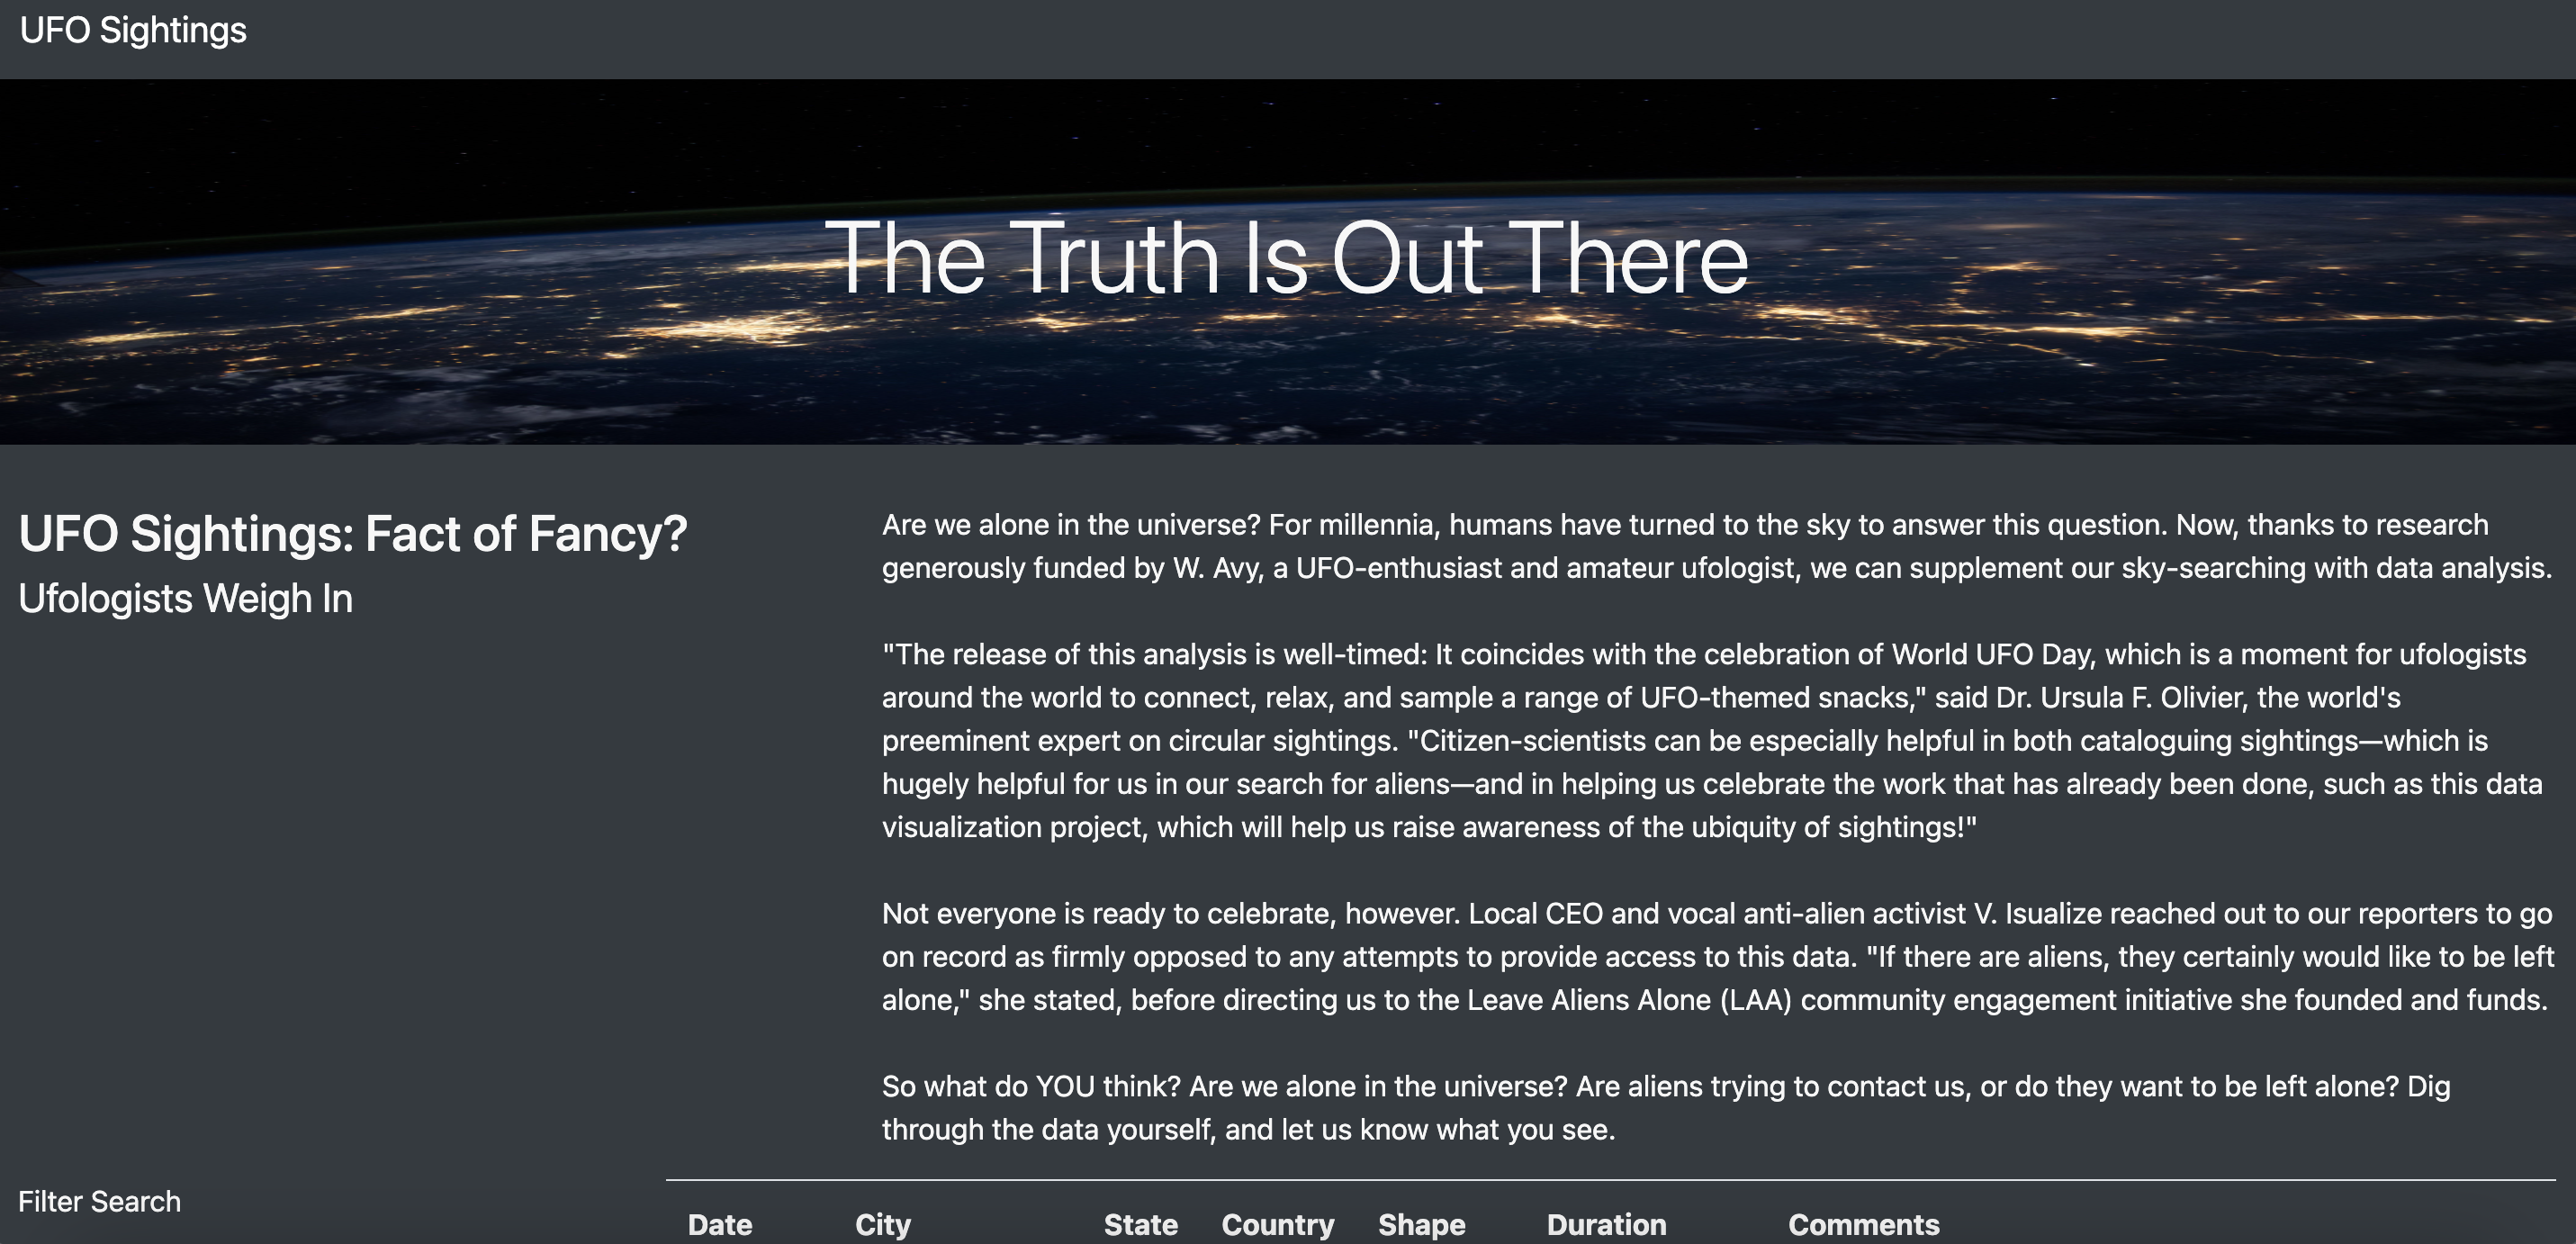 UFO Sightings
The Truth Is Out There
UFO Sightings: Fact of Fancy?
Ufologists Weigh In
Are we alone in the universe? For millennia, humans have turned to the sky to answer this question. Now, thanks to research
generously funded by W. Avy, a UFO-enthusiast and amateur ufologist, we can supplement our sky-searching with data analysis.
"The release of this analysis is well-timed: It coincides with the celebration of World UFO Day, which is a moment for ufologists
around the world to connect, relax, and sample a range of UFO-themed snacks," said Dr. Ursula F. Olivier, the world's
preeminent expert on circular sightings. "Citizen-scientists can be especially helpful in both cataloguing sightings—which is
hugely helpful for us in our search for aliens—and in helping us celebrate the work that has already been done, such as this data
visualization project, which will help us raise awareness of the ubiquity of sightings!"
Not everyone is ready to celebrate, however. Local CEO and vocal anti-alien activist V. Isualize reached out to our reporters to go
on record as firmly opposed to any attempts to provide access to this data. "If there are aliens, they certainly would like to be left
alone," she stated, before directing us to the Leave Aliens Alone (LAA) community engagement initiative she founded and funds.
So what do YOU think? Are we alone in the universe? Are aliens trying to contact us, or do they want to be left alone? Dig
through the data yourself, and let us know what you see.
Filter Search
Date City State Country Shape Duration Comments